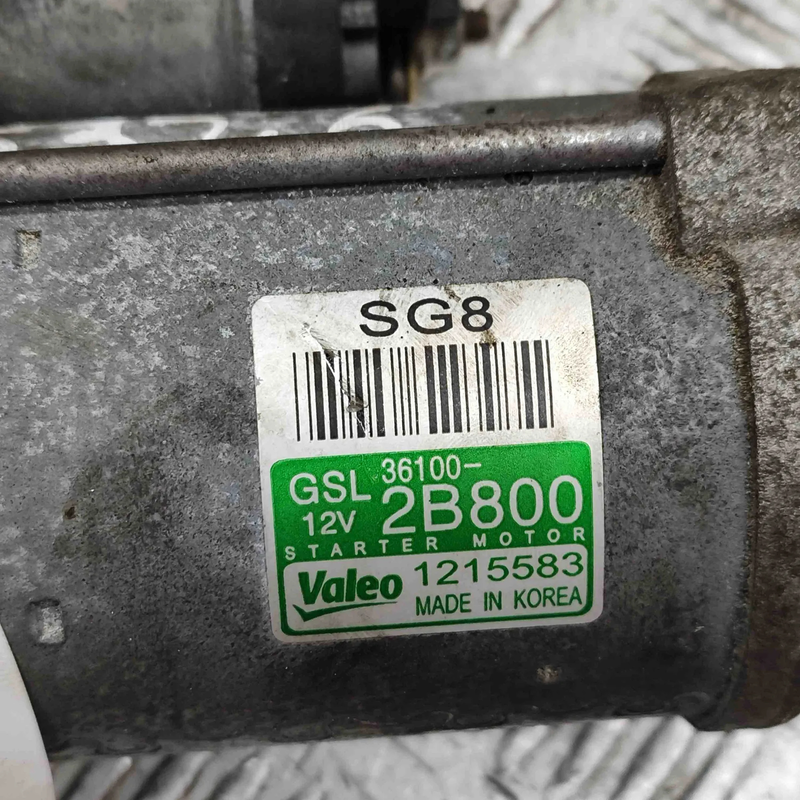 SG8
GSL 36100-
12V 2B800
STARTER MOTOR
Valeo 1215583
MADE IN KOREA